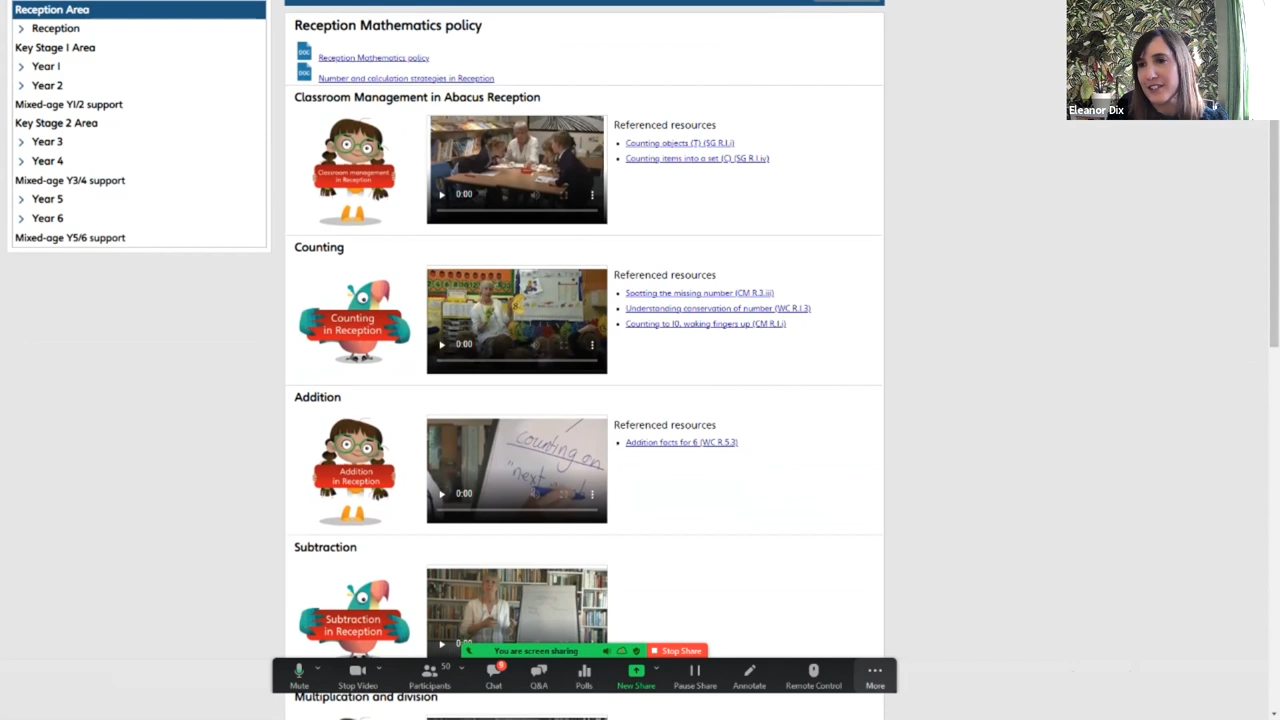 Reception Area
Reception
Key Stage 1 Area
Year 1
Year 2
Mixed-age Y1/2 support
Key Stage 2 Area
Year 3
Year 4
Mixed-age Y3/4 support
Year 5
Year 6
Mixed-age Y5/6 support
Reception Mathematics policy
DOC
Reception Mathematics policy
DOC
Number and calculation strategies in Reception
Classroom Management in Abacus Reception
Classroom management
in Reception
0:00
Referenced resources
Counting objects (T) (SG R.1.i)
Counting items into a set (C) (SG R.1.iv)
Counting
Counting
in Reception
0:00
Referenced resources
Spotting the missing number (CM R.3.iii)
Understanding conservation of number (WC R.1.3)
Counting to 10, waking fingers up (CM R.1.i)
Addition
Addition
in Reception
counting on
"next
0:00
Referenced resources
Addition facts for 6 (WC R.5.3)
Subtraction
Subtraction
in Reception
You are screen sharing
Stop Share
Mute
Stop Video
Participants
50
Chat
9
Q&A
Polls
New Share
Pause Share
Annotate
Remote Control
More
Multiplication and division
Eleanor Dix